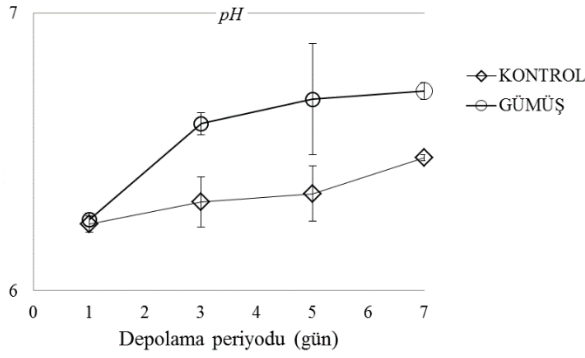 pH
7
6
0 1 2 3 4 5 6 7
Depolama periyodu (gün)
KONTROL
GÜMÜŞ